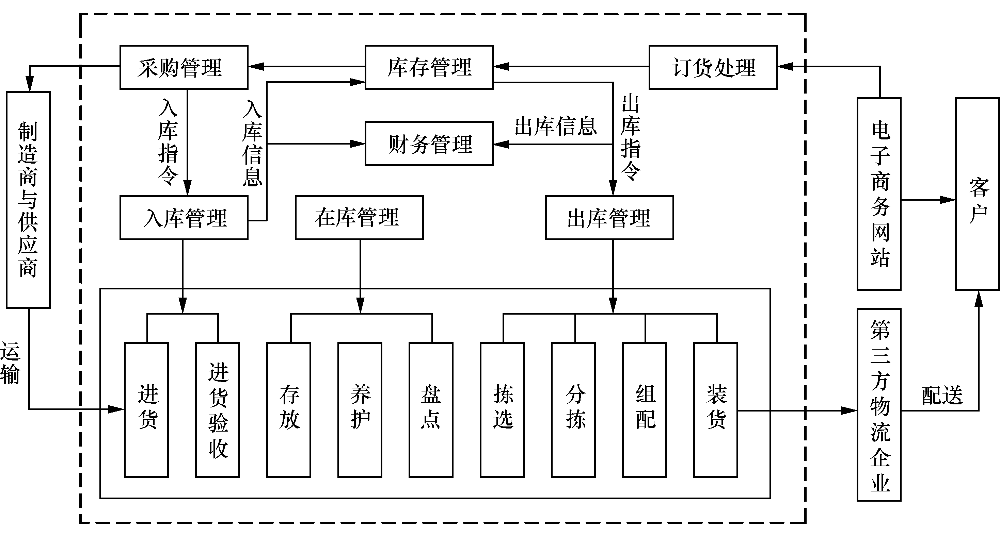 采购管理
库存管理
订货处理
制造商与供应商
入库指令
入库信息
财务管理
出库信息
出库指令
电子商务网站
客户
入库管理
在库管理
出库管理
运输
进货
进货验收
存放
养护
盘点
拣选
分拣
组配
装货
第三方物流企业
配送